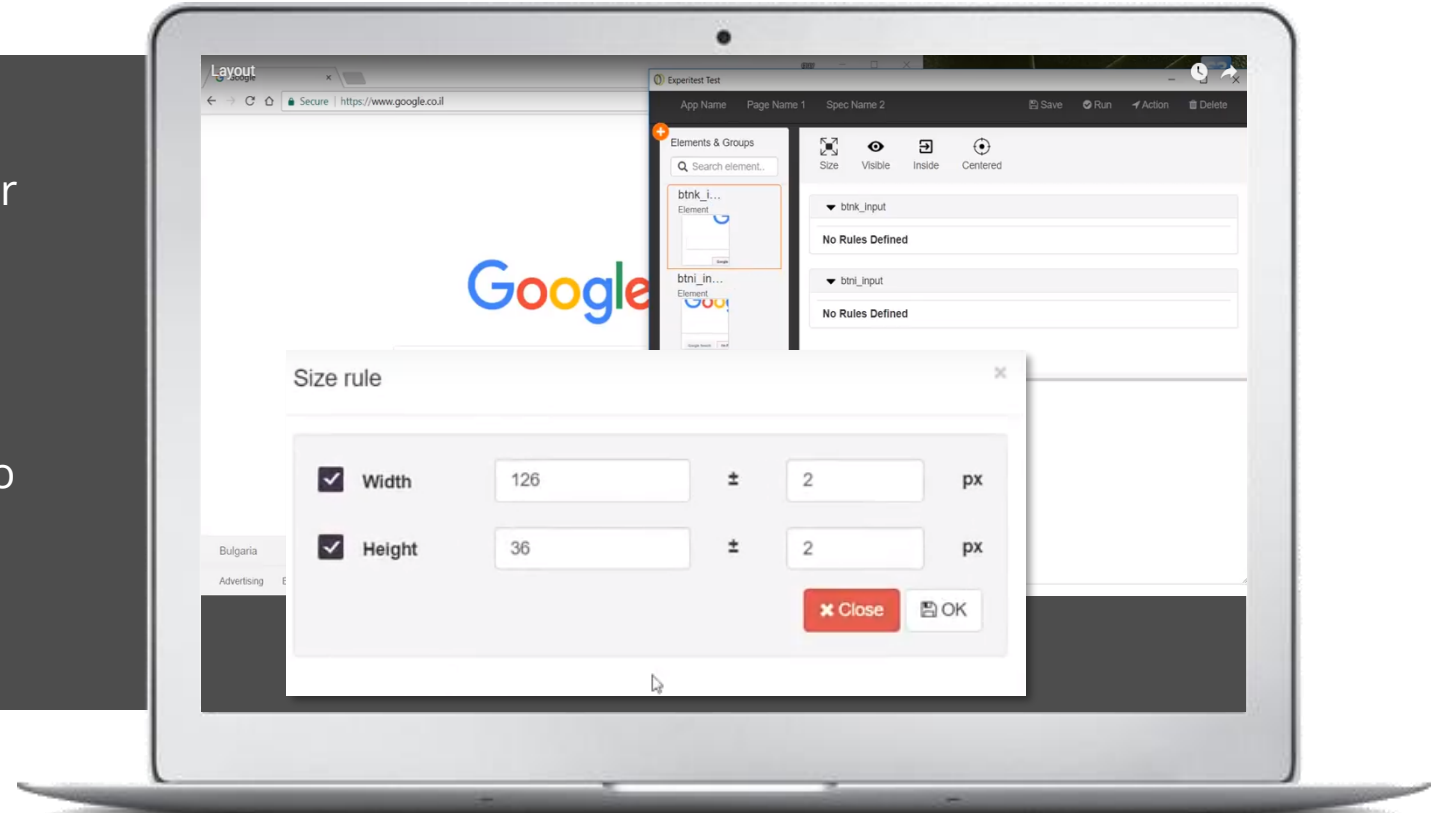 r
o
Layout
Google
Secure | https://www.google.co.il
Experitest Test
App Name Page Name 1 Spec Name 2 Save Run Action Delete
Elements & Groups
Search element..
btnk_i...
Element
Google
btni_in...
Element
Size Visible Inside Centered
btnk_input
No Rules Defined
btni_input
No Rules Defined
Google
Size rule
Width 126 ± 2 px
Height 36 ± 2 px
Close OK
Bulgaria
Advertising